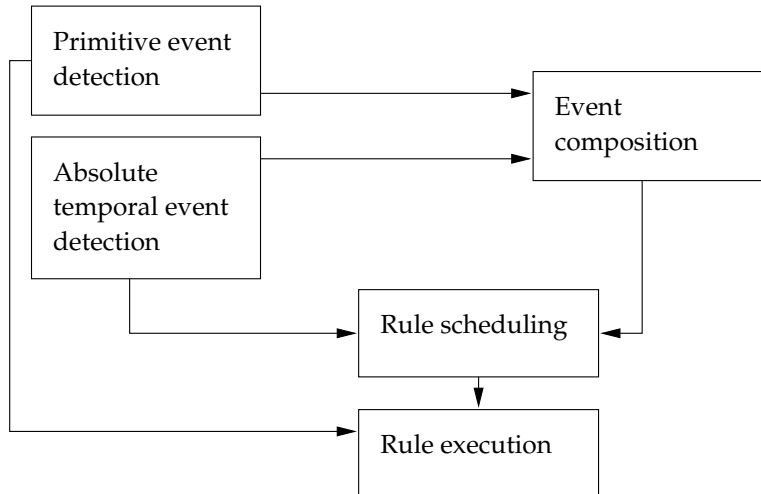 Primitive event
detection
Event
composition
Absolute
temporal event
detection
Rule scheduling
Rule execution